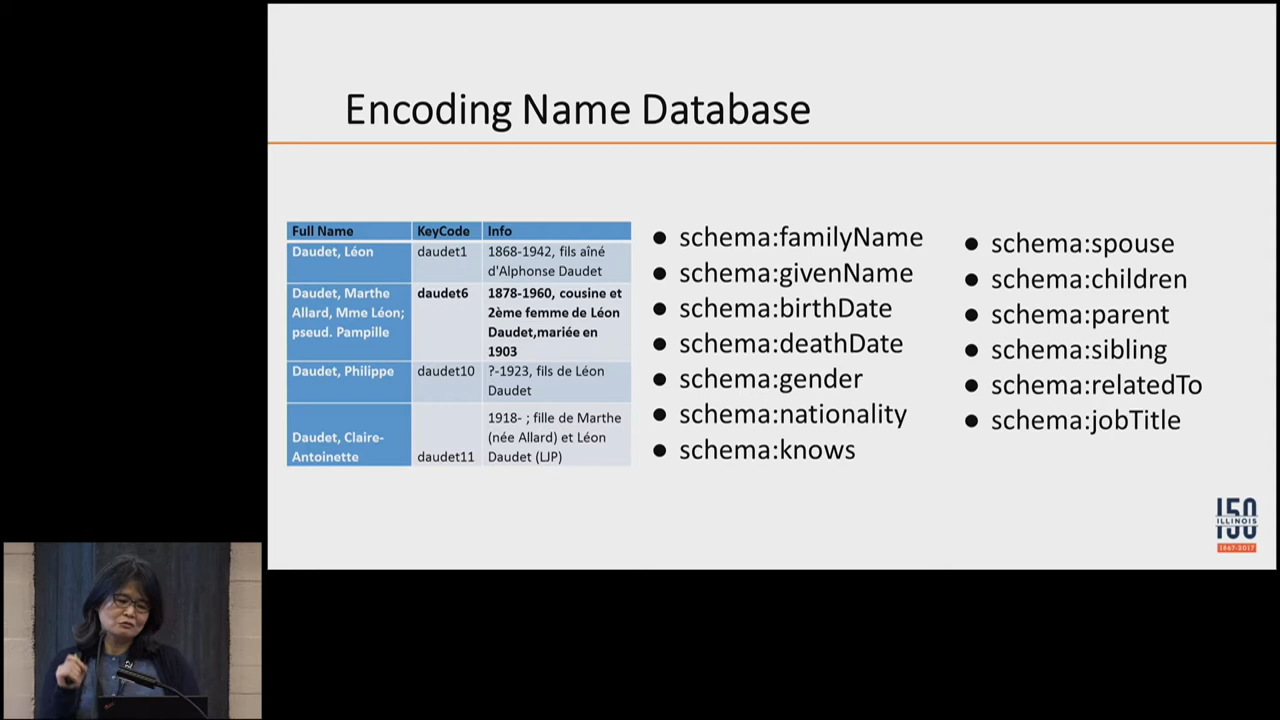 Encoding Name Database
Full Name KeyCode Info
Daudet, Léon daudet1 1868-1942, fils aîné
d'Alphonse Daudet
Daudet, Marthe daudet6 1878-1960, cousine et
Allard, Mme Léon; 2ème femme de Léon
pseud. Pampille Daudet,mariée en
1903
Daudet, Philippe daudet10 ?-1923, fils de Léon
Daudet
1918- ; fille de Marthe
Daudet, Claire- (née Allard) et Léon
Antoinette daudet11 Daudet (LJP)
● schema:familyName
● schema:givenName
● schema:birthDate
● schema:deathDate
● schema:gender
● schema:nationality
● schema:knows
● schema:spouse
● schema:children
● schema:parent
● schema:sibling
● schema:relatedTo
● schema:jobTitle
150
ILLINOIS
1867-2017